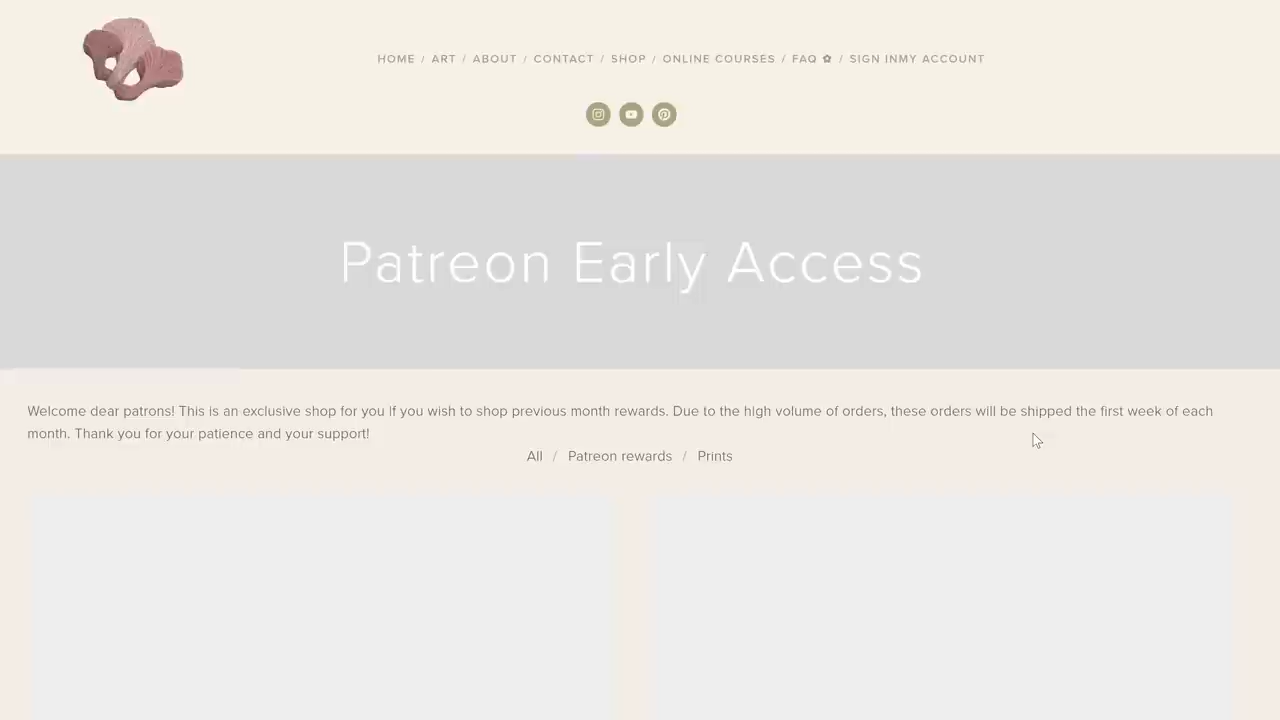 HOME / ART / ABOUT / CONTACT / SHOP / ONLINE COURSES / FAQ ✿ / SIGN INMY ACCOUNT
Patreon Early Access
Welcome dear patrons! This is an exclusive shop for you If you wish to shop previous month rewards. Due to the high volume of orders, these orders will be shipped the first week of each
month. Thank you for your patience and your support!
All / Patreon rewards / Prints